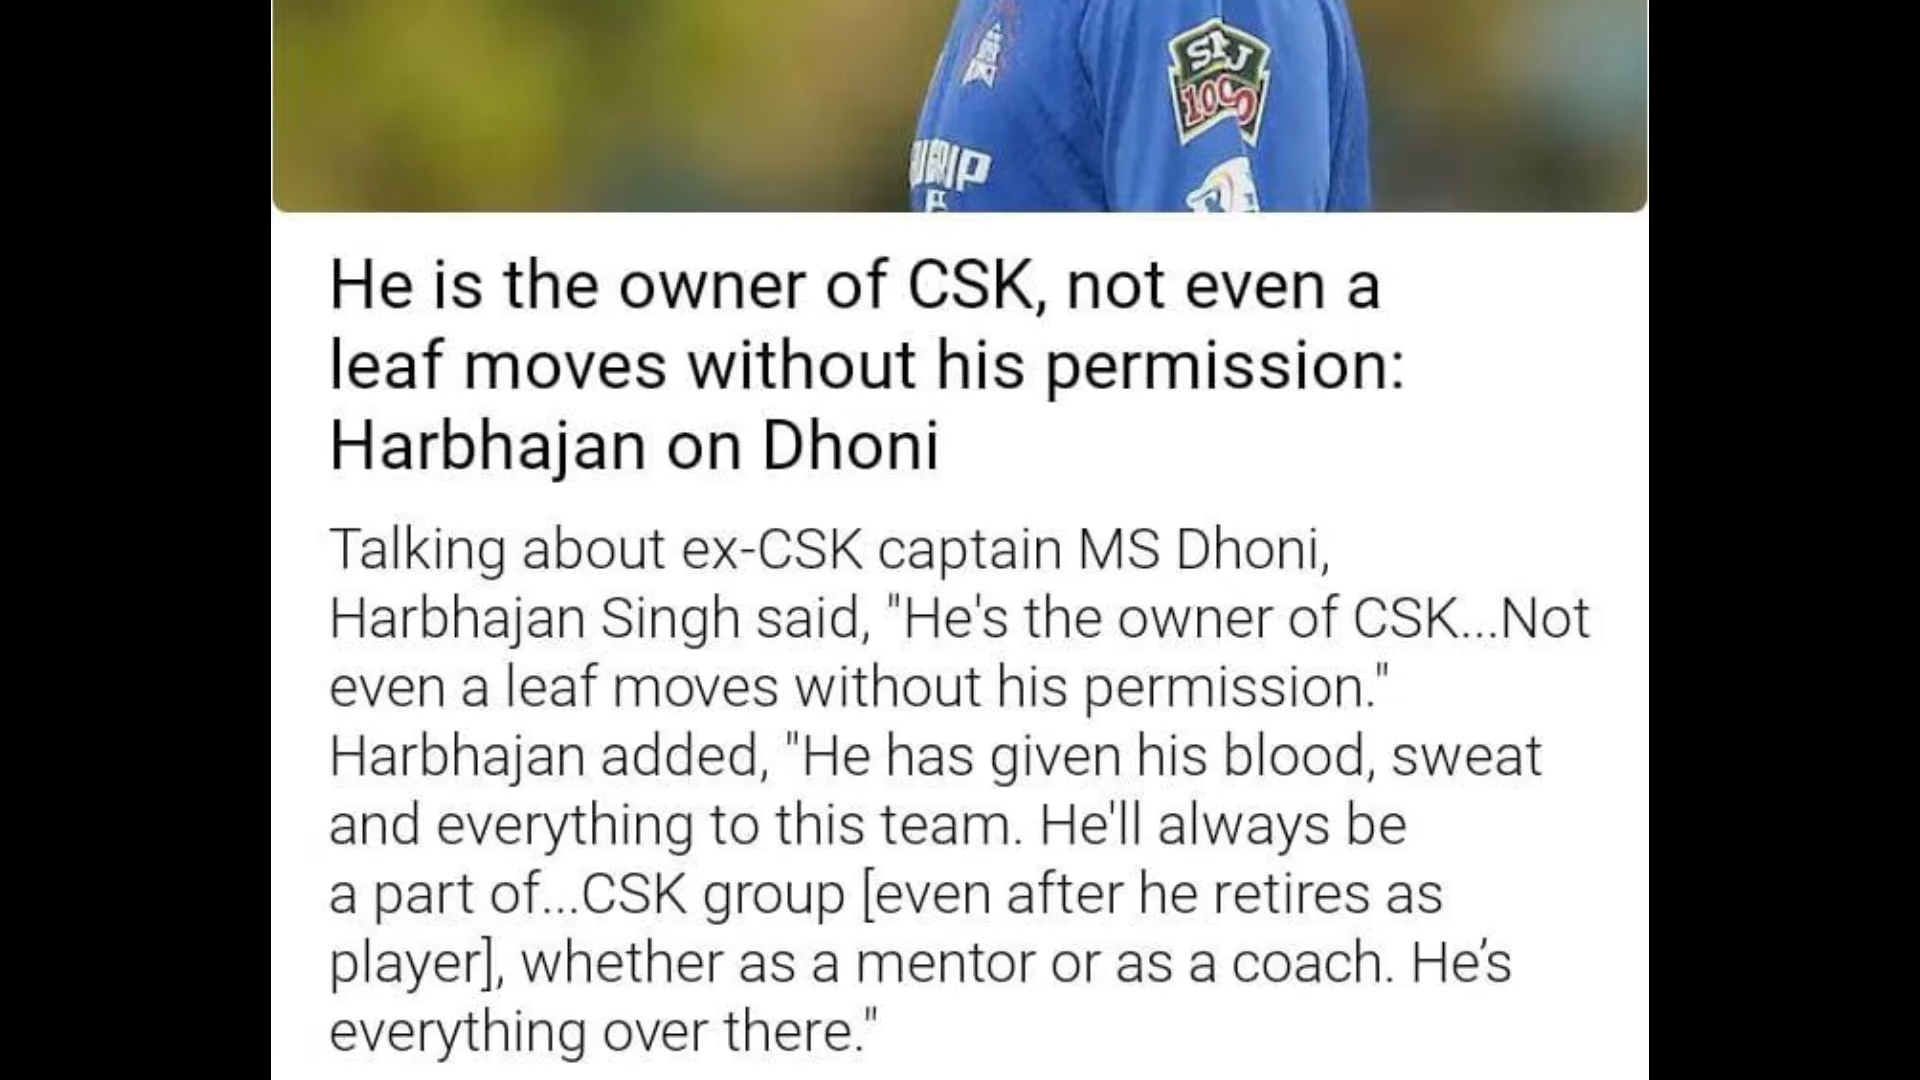 SNJ
1000
He is the owner of CSK, not even a
leaf moves without his permission:
Harbhajan on Dhoni
Talking about ex-CSK captain MS Dhoni,
Harbhajan Singh said, "He's the owner of CSK...Not
even a leaf moves without his permission."
Harbhajan added, "He has given his blood, sweat
and everything to this team. He'll always be
a part of...CSK group [even after he retires as
player], whether as a mentor or as a coach. He’s
everything over there."